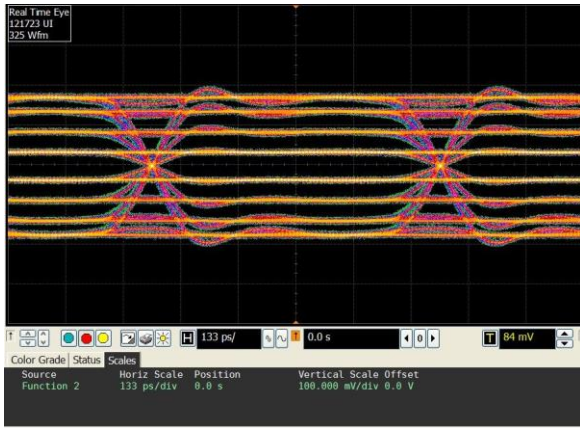 Real Time Eye
121723 UI
325 Wfm
H 133 ps/ 0.0 s 0 T 84 mV
Color Grade Status Scales
Source Horiz Scale Position Vertical Scale Offset
Function 2 133 ps/div 0.0 s 100.000 mV/div 0.0 V